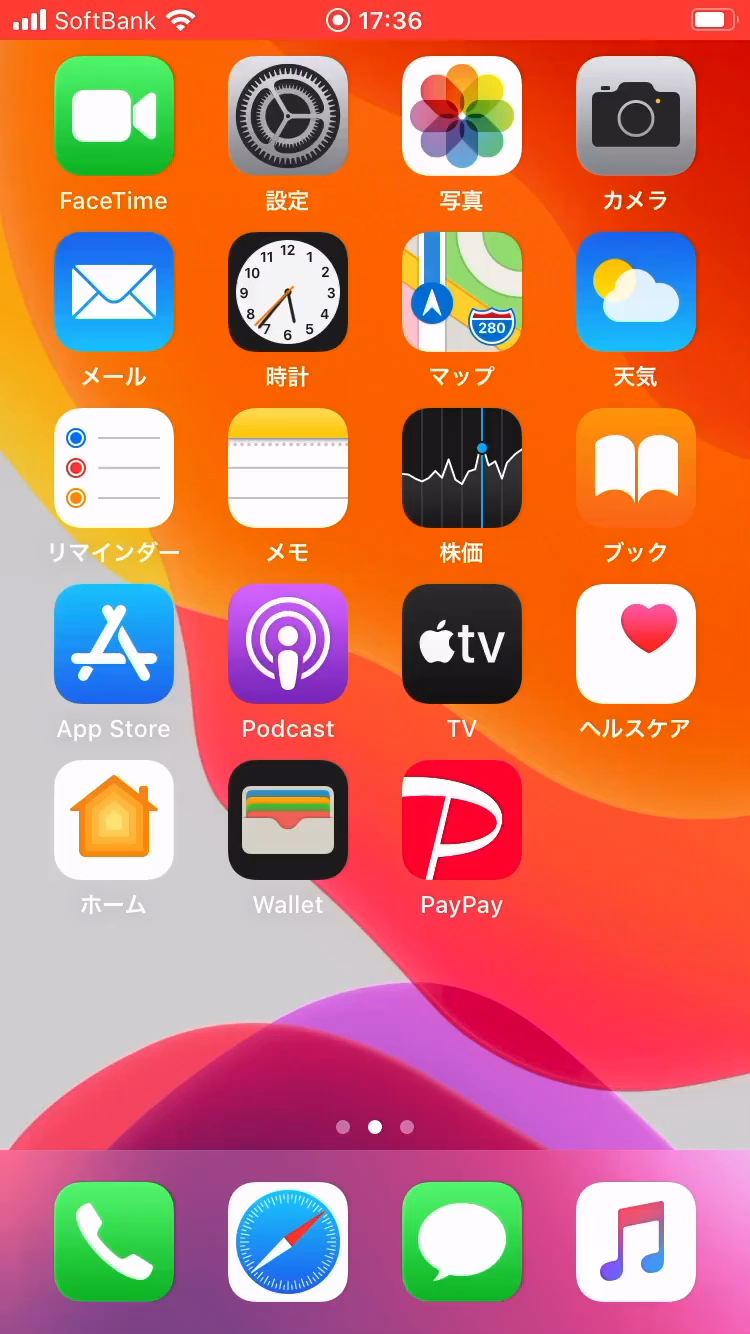 SoftBank 17:36
FaceTime 設定 写真 カメラ
12
11 1
10 2
9 3
8 4
7 6 5
280
メール 時計 マップ 天気
リマインダー メモ 株価 ブック
tv
App Store Podcast TV ヘルスケア
P
ホーム Wallet PayPay